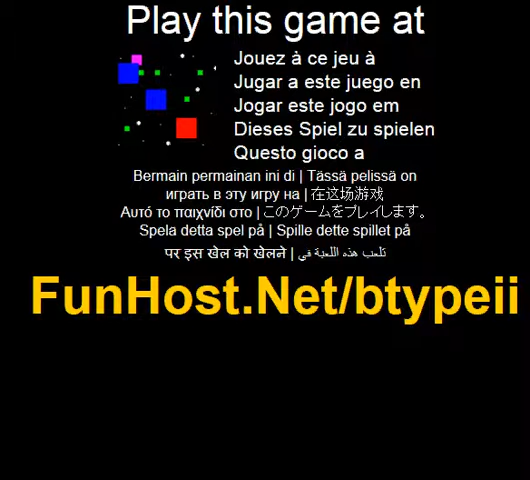 Play this game at
Jouez à ce jeu à
Jugar a este juego en
Jogar este jogo em
Dieses Spiel zu spielen
Questo gioco a
Bermain permainan ini di | Tässä pelissä on
играть в эту игру на | 在这场游戏
Αυτό το παιχνίδι στο | このゲームをプレイします。
Spela detta spel på | Spille dette spillet på
पर इस खेल को खेलने | تلعب هذه اللعبة في
FunHost.Net/btypeii